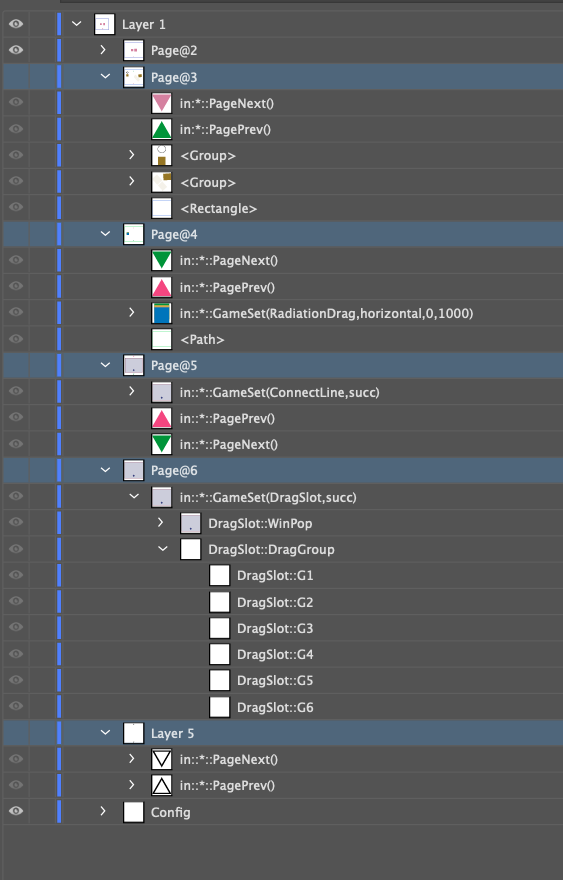 Layer 1
Page@2
Page@3
in:*::PageNext()
in:*::PagePrev()
<Group>
<Group>
<Rectangle>
Page@4
in::*::PageNext()
in::*::PagePrev()
in::*::GameSet(RadiationDrag,horizontal,0,1000)
<Path>
Page@5
in::*::GameSet(ConnectLine,succ)
in::*::PagePrev()
in::*::PageNext()
Page@6
in::*::GameSet(DragSlot,succ)
DragSlot::WinPop
DragSlot::DragGroup
DragSlot::G1
DragSlot::G2
DragSlot::G3
DragSlot::G4
DragSlot::G5
DragSlot::G6
Layer 5
in::*::PageNext()
in::*::PagePrev()
Config